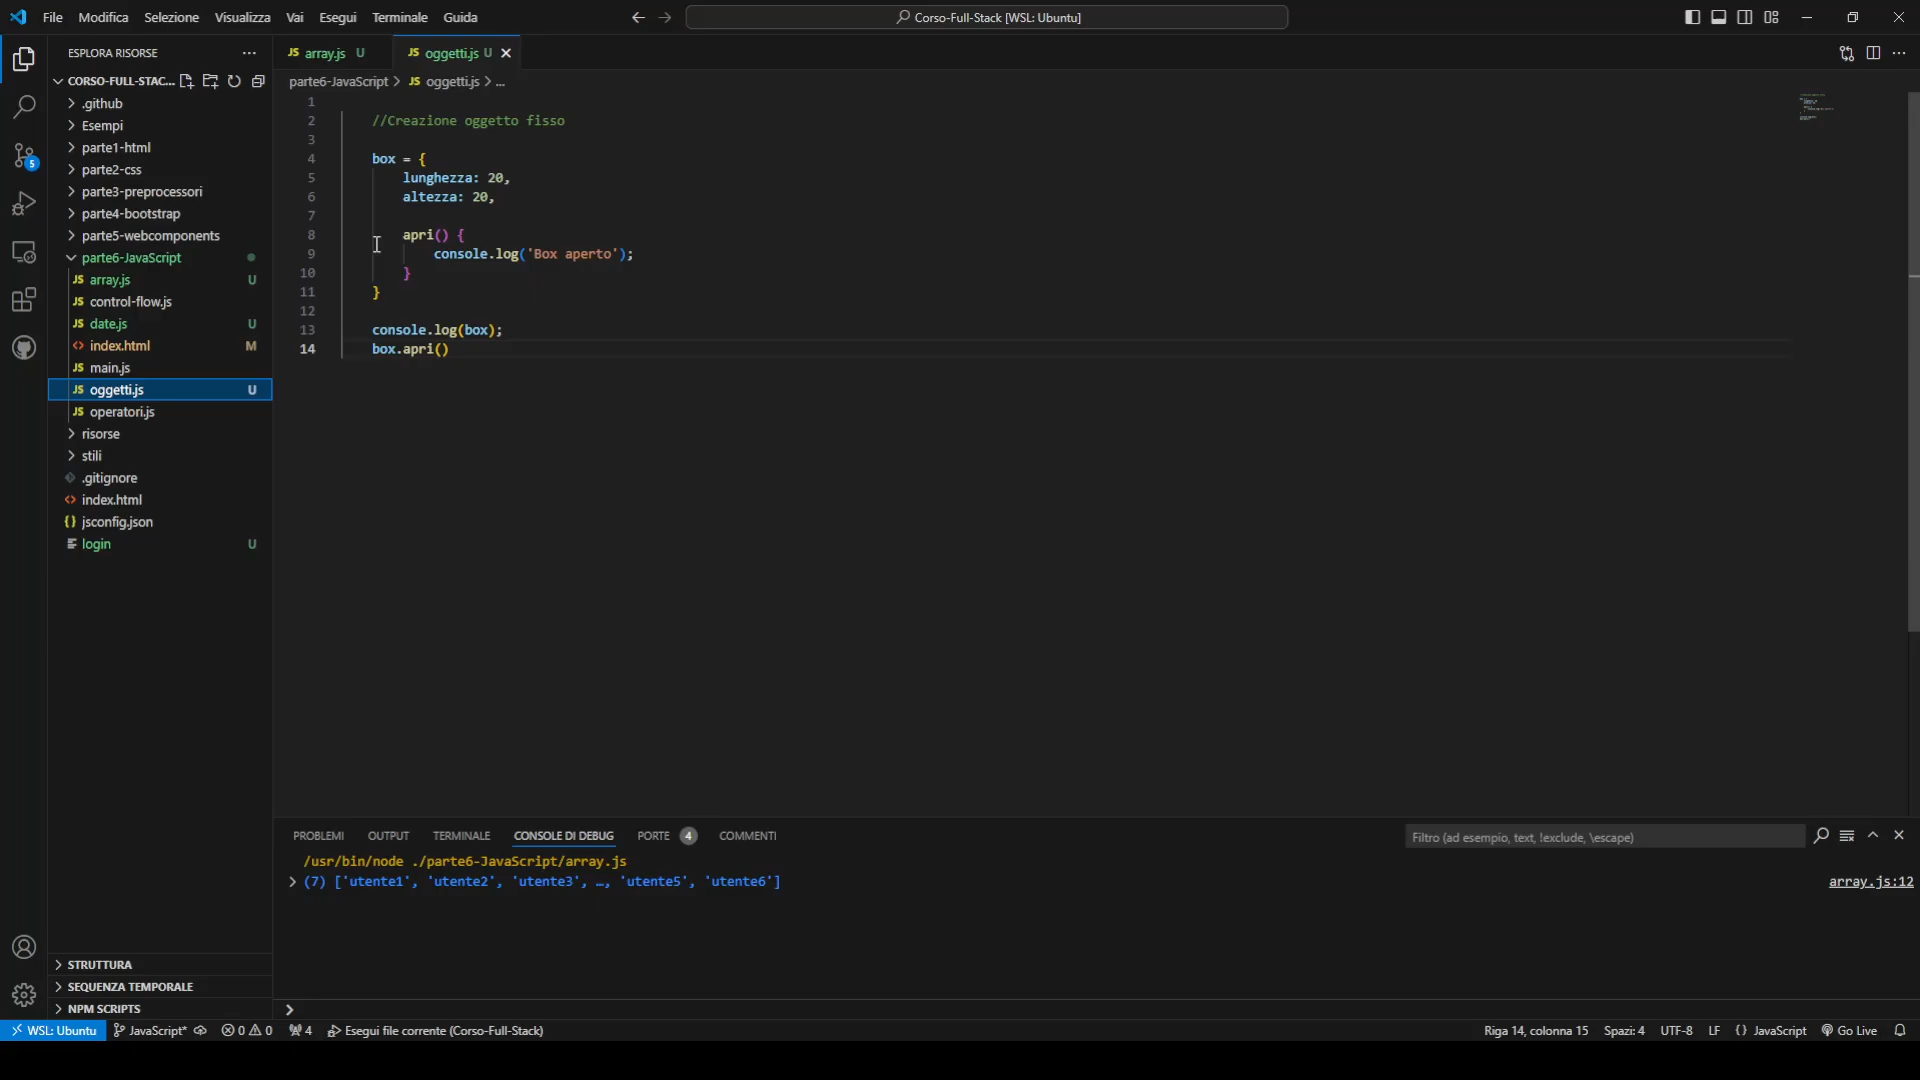 File Modifica Selezione Visualizza Vai Esegui Terminale Guida
Corso-Full-Stack [WSL: Ubuntu]
ESPLORA RISORSE
JS array.js U
JS oggetti.js U
CORSO-FULL-STAC...
parte6-JavaScript > JS oggetti.js > ...
.github
Esempi
parte1-html
parte2-css
parte3-preprocessori
parte4-bootstrap
parte5-webcomponents
parte6-JavaScript
JS array.js U
JS control-flow.js
JS date.js U
<> index.html M
JS main.js
JS oggetti.js U
JS operatori.js
risorse
stili
.gitignore
<> index.html
{} jsconfig.json
login U
STRUTTURA
SEQUENZA TEMPORALE
NPM SCRIPTS
5
1
2 //Creazione oggetto fisso
3
4 box = {
5 lunghezza: 20,
6 altezza: 20,
7
8 apri() {
9 console.log('Box aperto');
10 }
11 }
12
13 console.log(box);
14 box.apri()
PROBLEMI OUTPUT TERMINALE CONSOLE DI DEBUG PORTE 4 COMMENTI
Filtro (ad esempio, text, !exclude, \escape)
/usr/bin/node ./parte6-JavaScript/array.js
> (7) ['utente1', 'utente2', 'utente3', …, 'utente5', 'utente6']
array.js:12
WSL: Ubuntu JavaScript* 0 0 4 Esegui file corrente (Corso-Full-Stack)
Riga 14, colonna 15 Spazi: 4 UTF-8 LF {} JavaScript Go Live